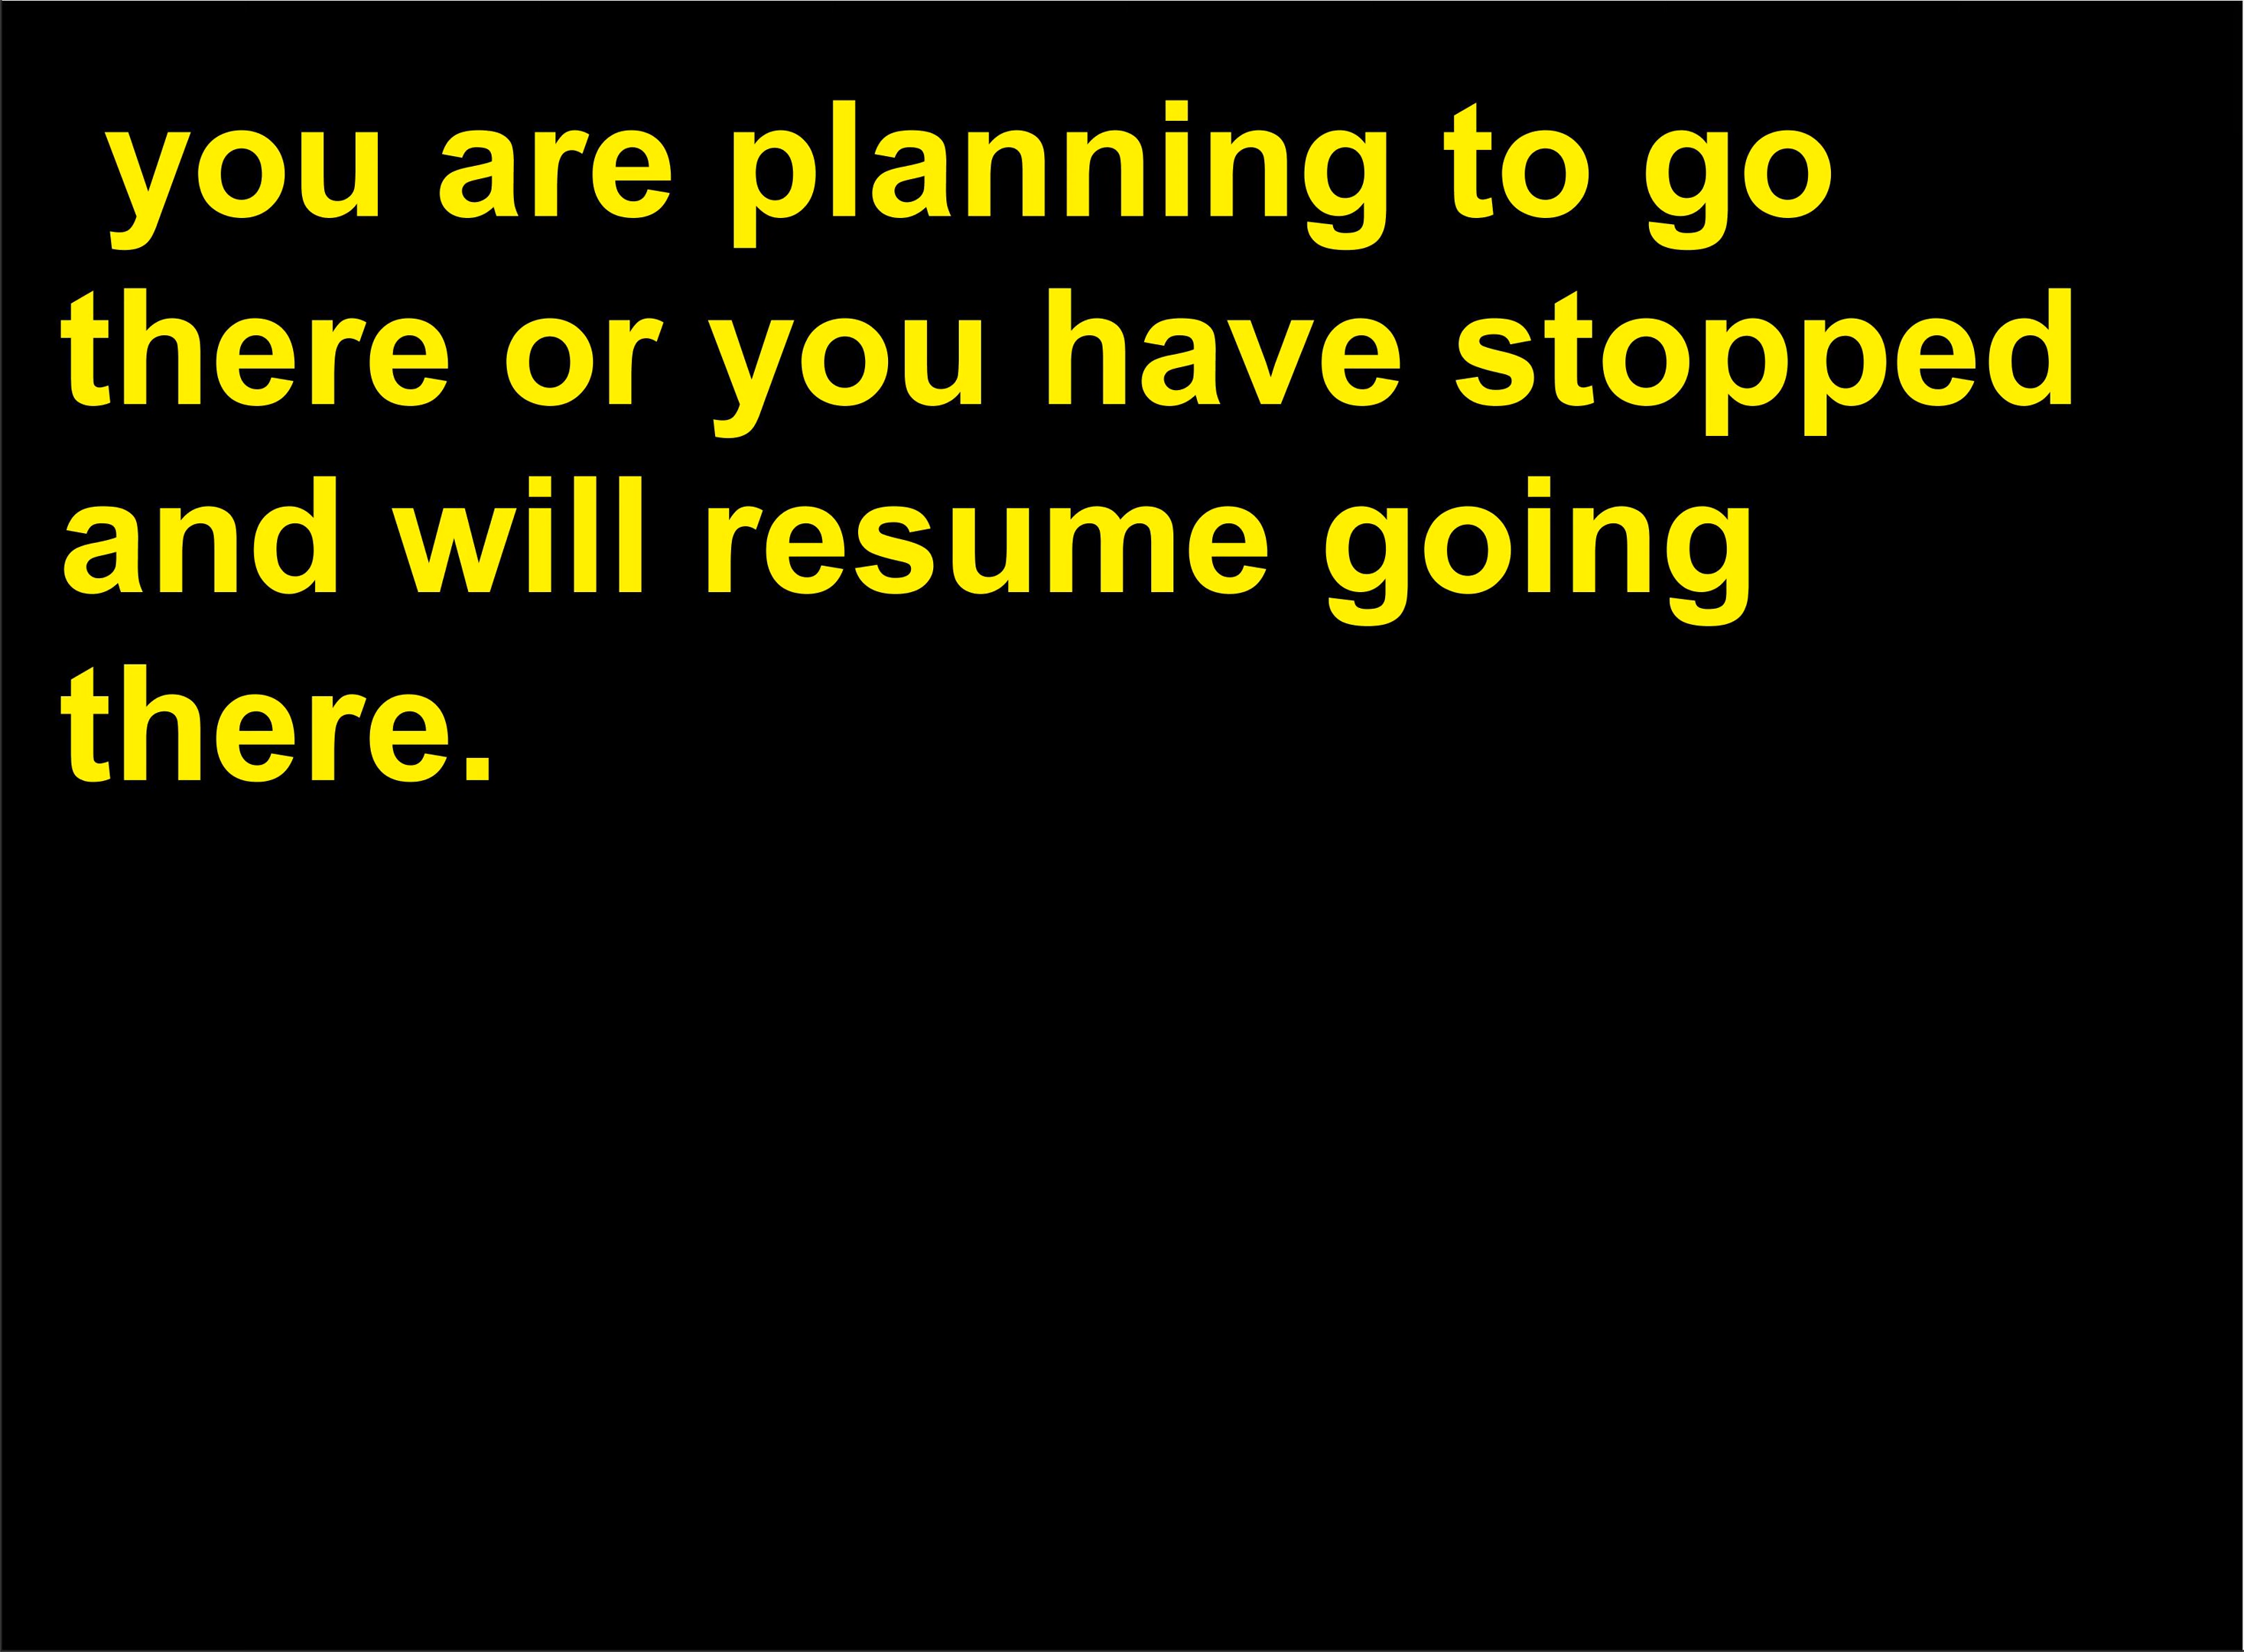 you are planning to go
there or you have stopped
and will resume going
there.